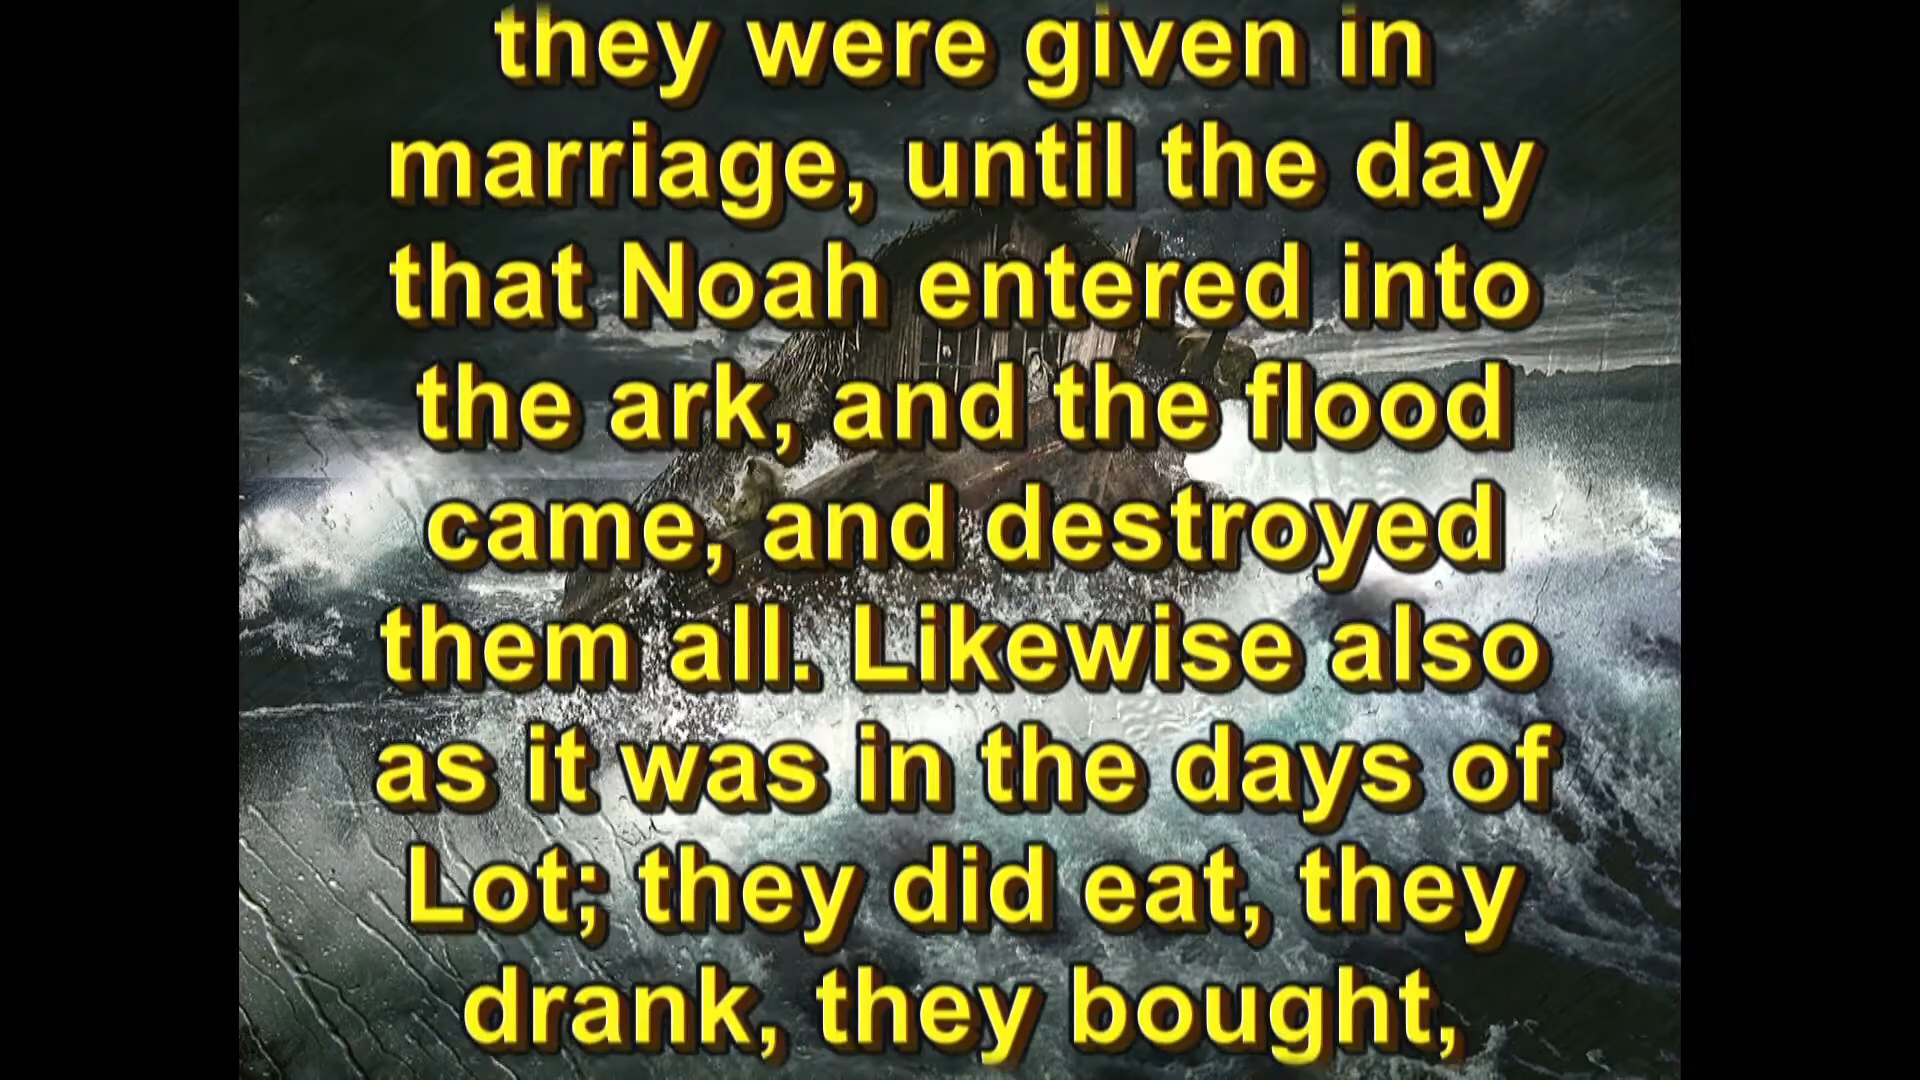 they were given in
marriage, until the day
that Noah entered into
the ark, and the flood
came, and destroyed
them all. Likewise also
as it was in the days of
Lot; they did eat, they
drank, they bought,